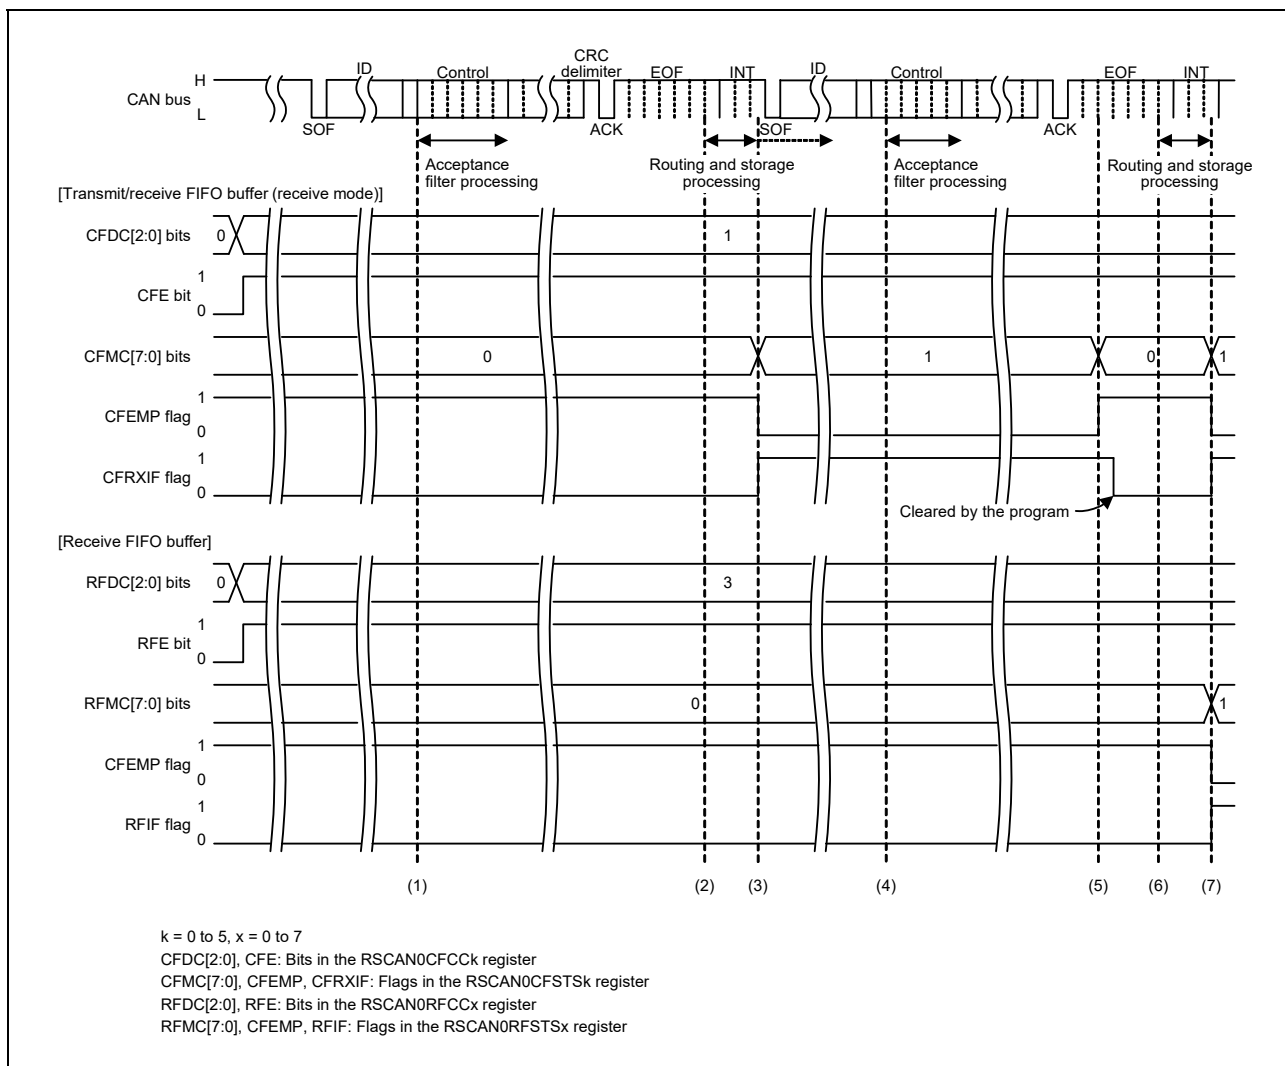 CRC
ID delimiter ID
H Control EOF INT Control EOF INT
CAN bus
L
SOF ACK SOF ACK
Acceptance
filter processing
Routing and storage
processing
Acceptance
filter processing
Routing and storage
processing
[Transmit/receive FIFO buffer (receive mode)]
CFDC[2:0] bits 0 1
1
CFE bit
0
CFMC[7:0] bits 0 1 0 1
1
CFEMP flag
0
1
CFRXIF flag
0
Cleared by the program
[Receive FIFO buffer]
RFDC[2:0] bits 0 3
1
RFE bit
0
RFMC[7:0] bits 0 1
1
CFEMP flag
0
1
RFIF flag
0
(1) (2) (3) (4) (5) (6) (7)
k = 0 to 5, x = 0 to 7
CFDC[2:0], CFE: Bits in the RSCAN0CFCCk register
CFMC[7:0], CFEMP, CFRXIF: Flags in the RSCAN0CFSTSk register
RFDC[2:0], RFE: Bits in the RSCAN0RFCCx register
RFMC[7:0], CFEMP, RFIF: Flags in the RSCAN0RFSTSx register